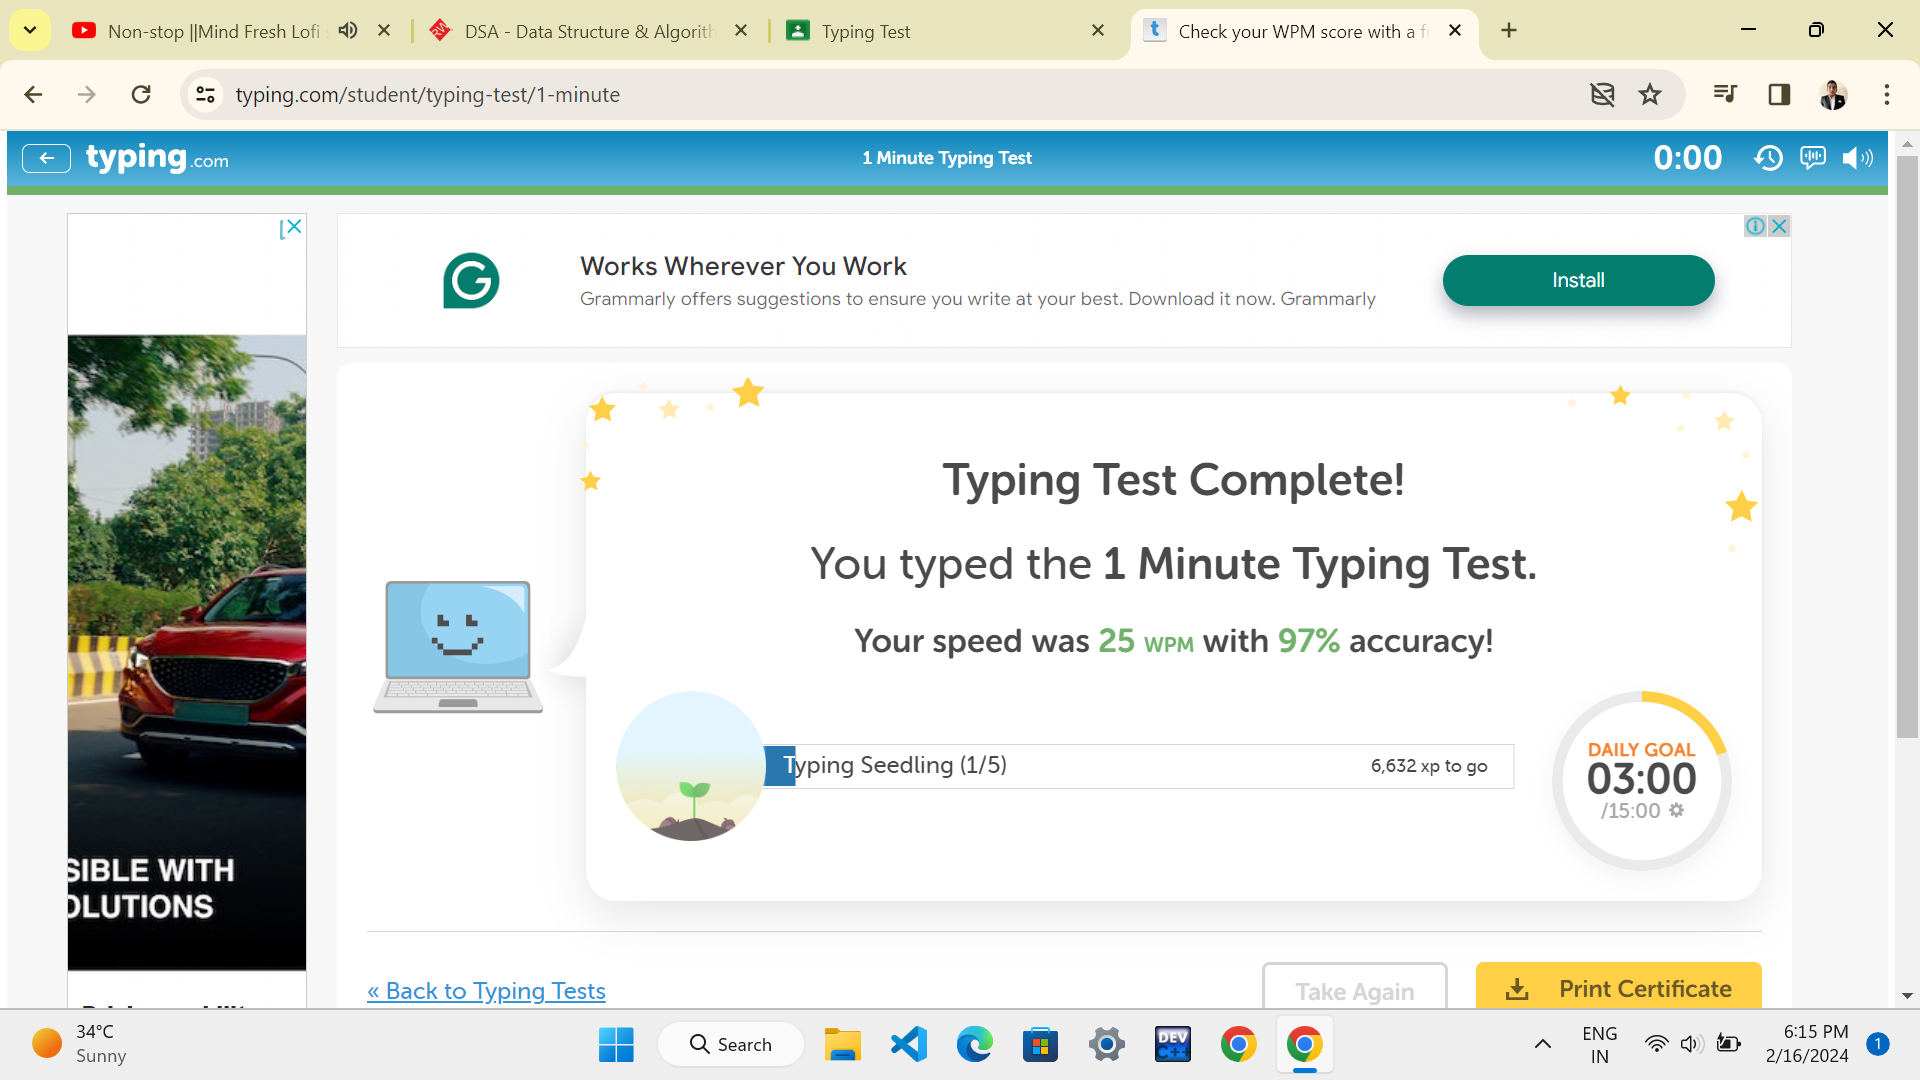 Non-stop ||Mind Fresh Lofi
DSA - Data Structure & Algorith
Typing Test
Check your WPM score with a f
typing.com/student/typing-test/1-minute
typing.com
1 Minute Typing Test
0:00
Works Wherever You Work
Grammarly offers suggestions to ensure you write at your best. Download it now. Grammarly
Install
SIBLE WITH
OLUTIONS
Typing Test Complete!
You typed the 1 Minute Typing Test.
Your speed was 25 WPM with 97% accuracy!
Typing Seedling (1/5)
6,632 xp to go
DAILY GOAL
03:00
/15:00
« Back to Typing Tests
Take Again
Print Certificate
34°C
Sunny
Search
DEV
C++
ENG
IN
6:15 PM
2/16/2024
1